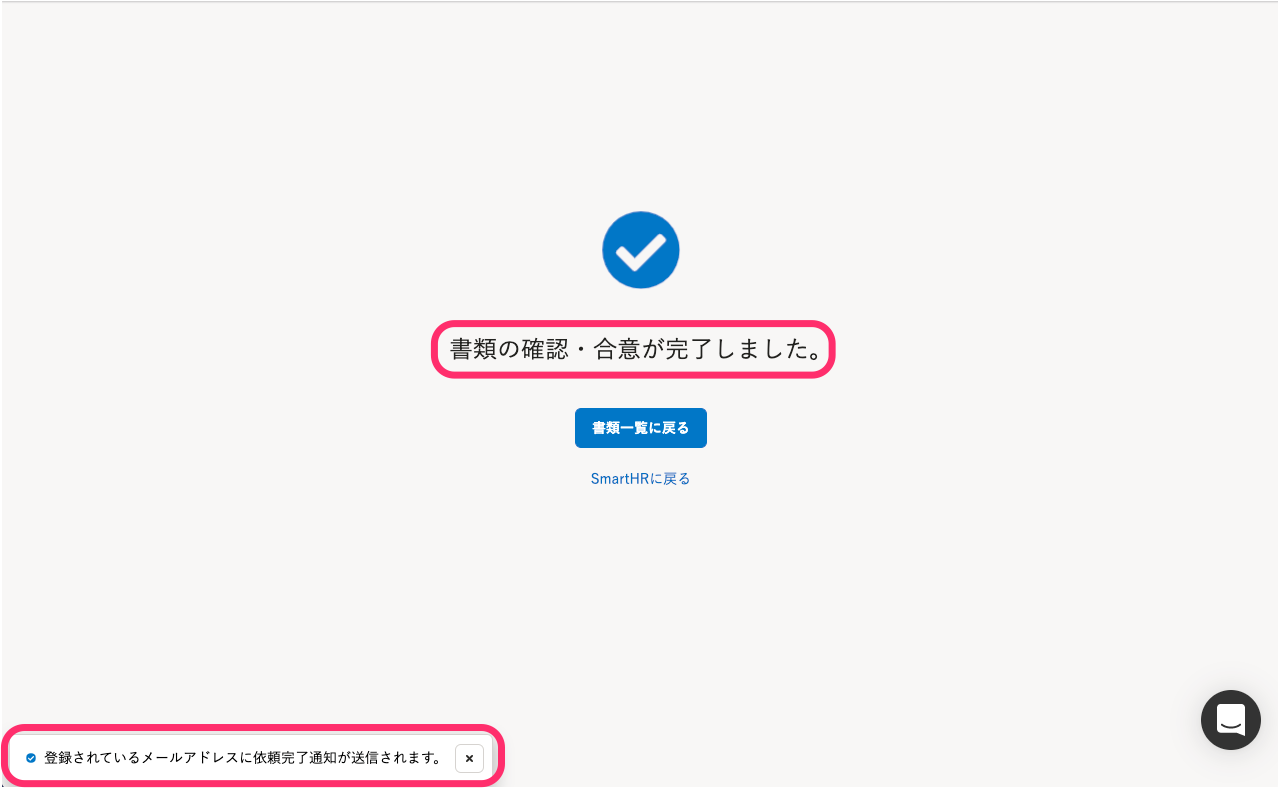 書類の確認・合意が完了しました。
書類一覧に戻る
SmartHRに戻る
登録されているメールアドレスに依頼完了通知が送信されます。